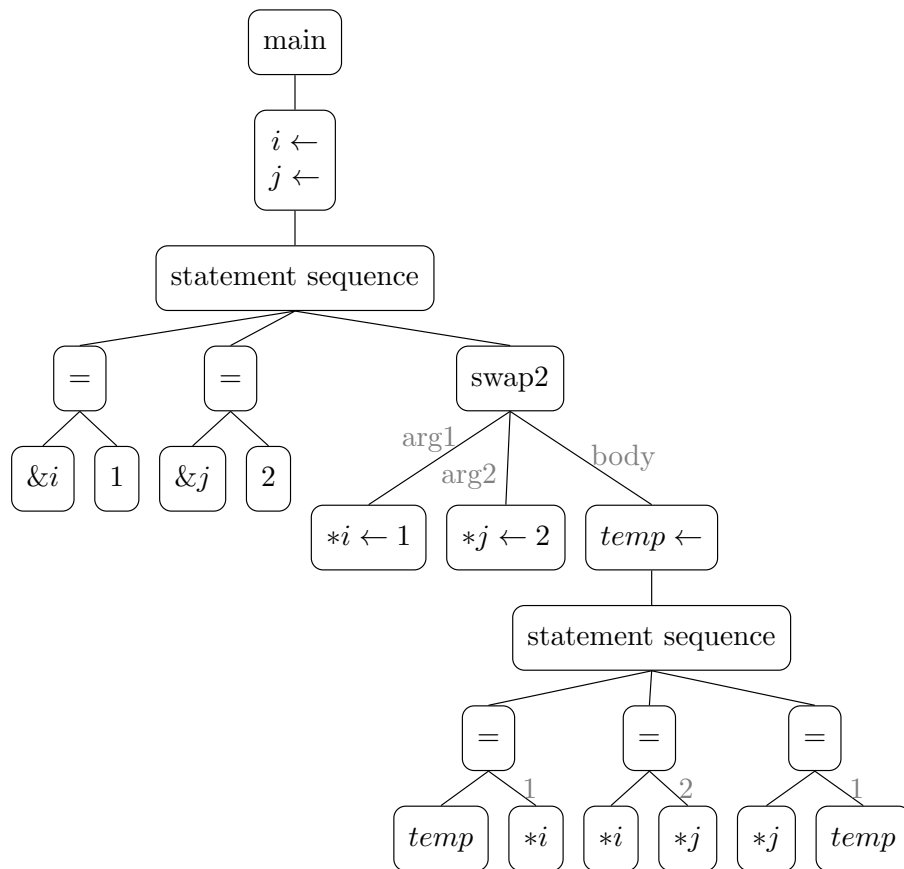 main
i ←
j ←
statement sequence
= = swap2
&i 1 &j 2
arg1 arg2 body
*i ← 1 *j ← 2 temp ←
statement sequence
= = =
1 2 1
temp *i *i *j *j temp